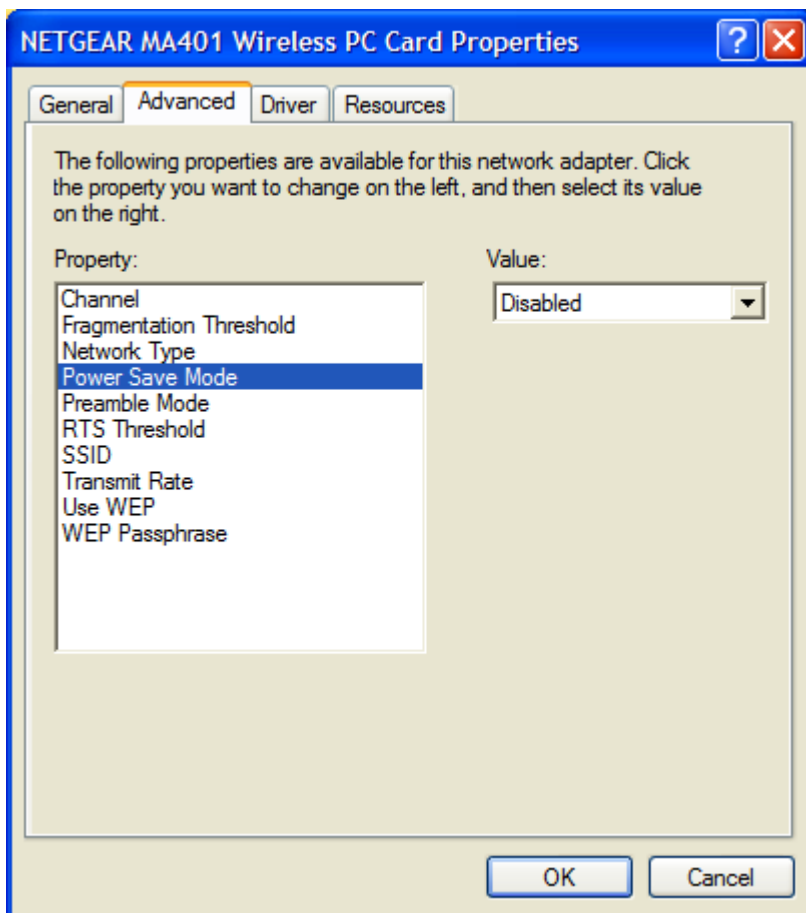 NETGEAR MA401 Wireless PC Card Properties
?
General Advanced Driver Resources
The following properties are available for this network adapter. Click
the property you want to change on the left, and then select its value
on the right.
Property: Value:
Channel Disabled
Fragmentation Threshold
Network Type
Power Save Mode
Preamble Mode
RTS Threshold
SSID
Transmit Rate
Use WEP
WEP Passphrase
OK Cancel